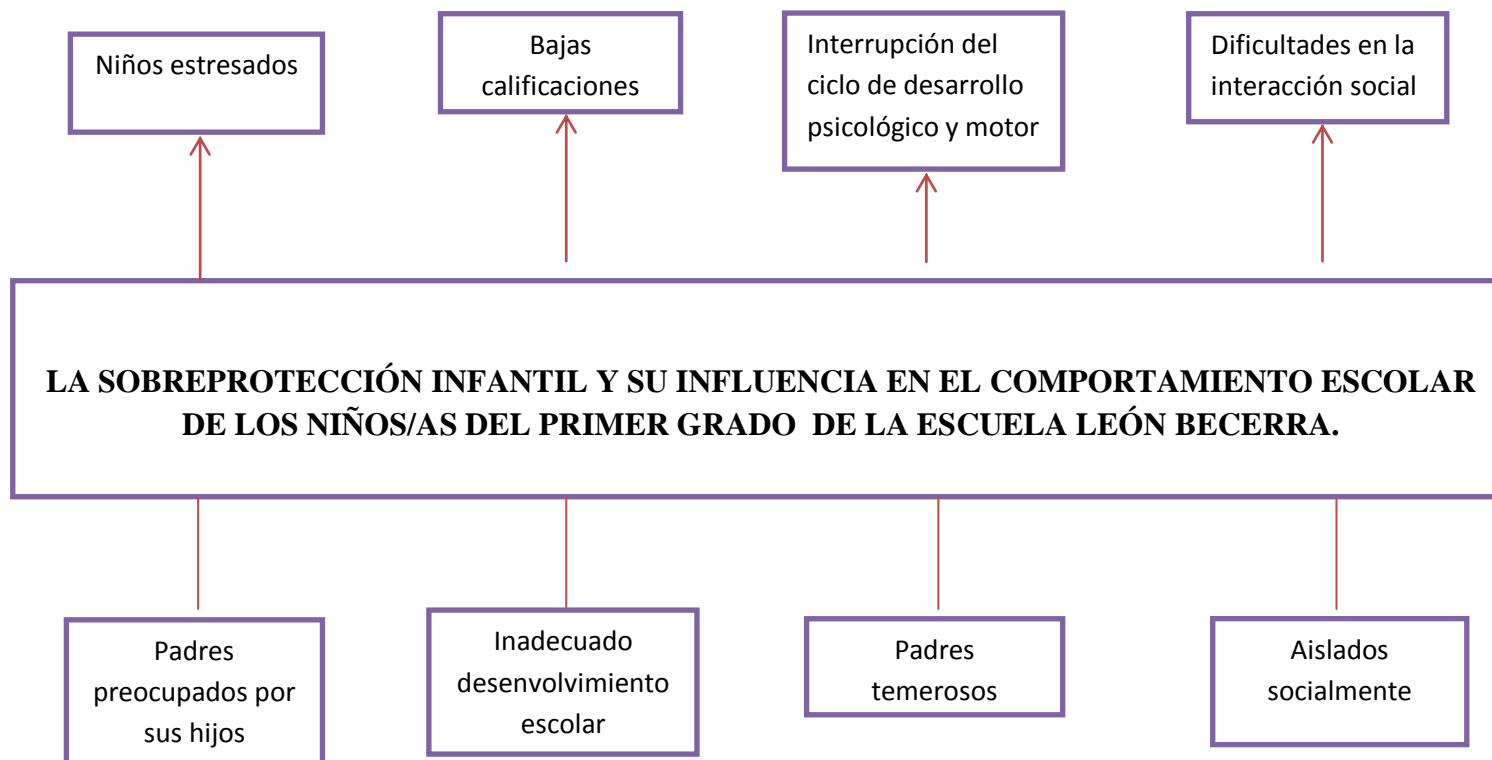 Niños estresados
Bajas
calificaciones
Interrupción del
ciclo de desarrollo
psicológico y motor
Dificultades en la
interacción social
LA SOBREPROTECCIÓN INFANTIL Y SU INFLUENCIA EN EL COMPORTAMIENTO ESCOLAR
DE LOS NIÑOS/AS DEL PRIMER GRADO DE LA ESCUELA LEÓN BECERRA.
Padres
preocupados por
sus hijos
Inadecuado
desenvolvimiento
escolar
Padres
temerosos
Aislados
socialmente